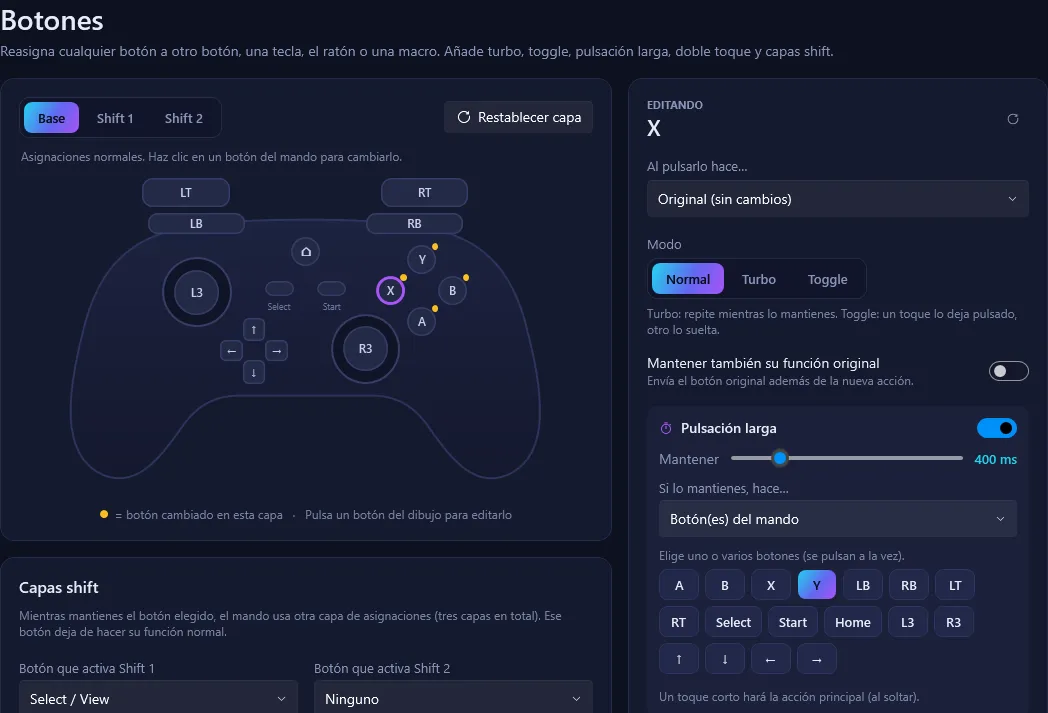 Botones
Reasigna cualquier botón a otro botón, una tecla, el ratón o una macro. Añade turbo, toggle, pulsación larga, doble toque y capas shift.
Base Shift 1 Shift 2
Restablecer capa
Asignaciones normales. Haz clic en un botón del mando para cambiarlo.
LT RT
LB RB
Y
X B
A
L3
Select Start
↑
← →
↓
R3
= botón cambiado en esta capa · Pulsa un botón del dibujo para editarlo
Capas shift
Mientras mantienes el botón elegido, el mando usa otra capa de asignaciones (tres capas en total). Ese
botón deja de hacer su función normal.
Botón que activa Shift 1 Botón que activa Shift 2
Select / View Ninguno
EDITANDO
X
Al pulsarlo hace...
Original (sin cambios)
Modo
Normal Turbo Toggle
Turbo: repite mientras lo mantienes. Toggle: un toque lo deja pulsado,
otro lo suelta.
Mantener también su función original
Envía el botón original además de la nueva acción.
Pulsación larga
Mantener 400 ms
Si lo mantienes, hace...
Botón(es) del mando
Elige uno o varios botones (se pulsan a la vez).
A B X Y LB RB LT
RT Select Start Home L3 R3
↑ ↓ ← →
Un toque corto hará la acción principal (al soltar).